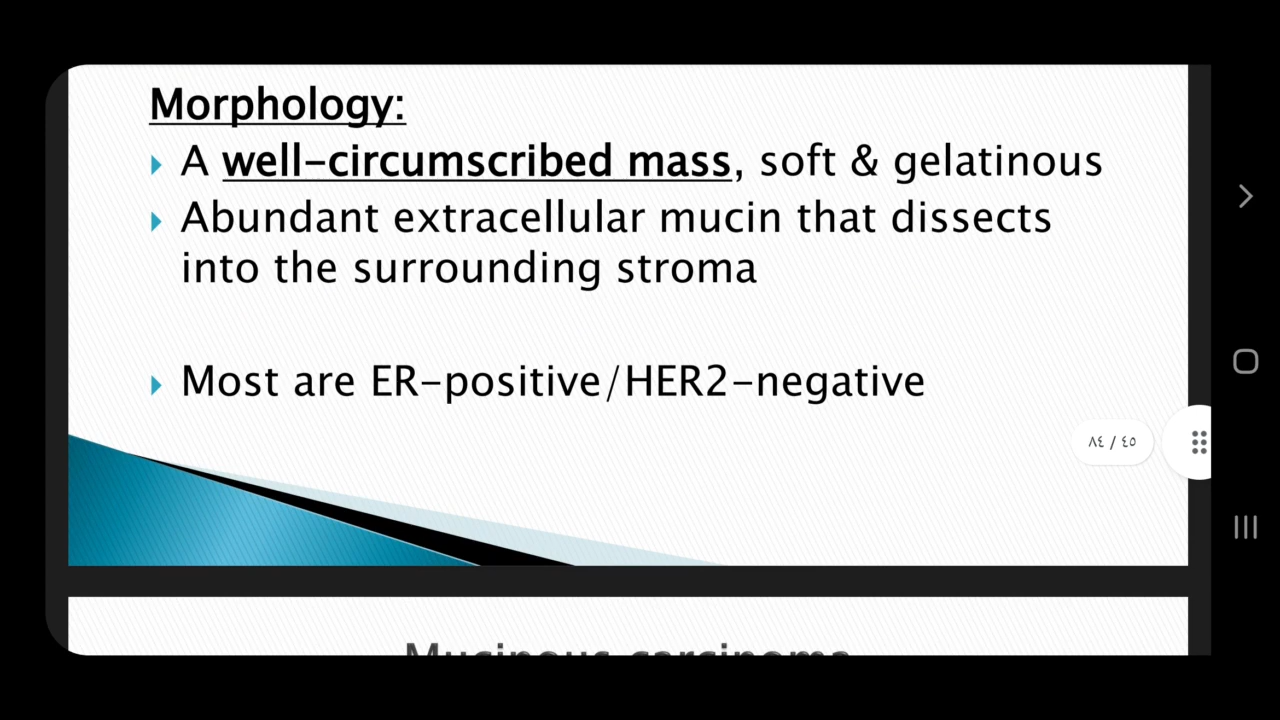 Morphology:
A well-circumscribed mass, soft & gelatinous
Abundant extracellular mucin that dissects
into the surrounding stroma
Most are ER-positive/HER2-negative
٨٤ / ٤٥
Mucinous carcinoma